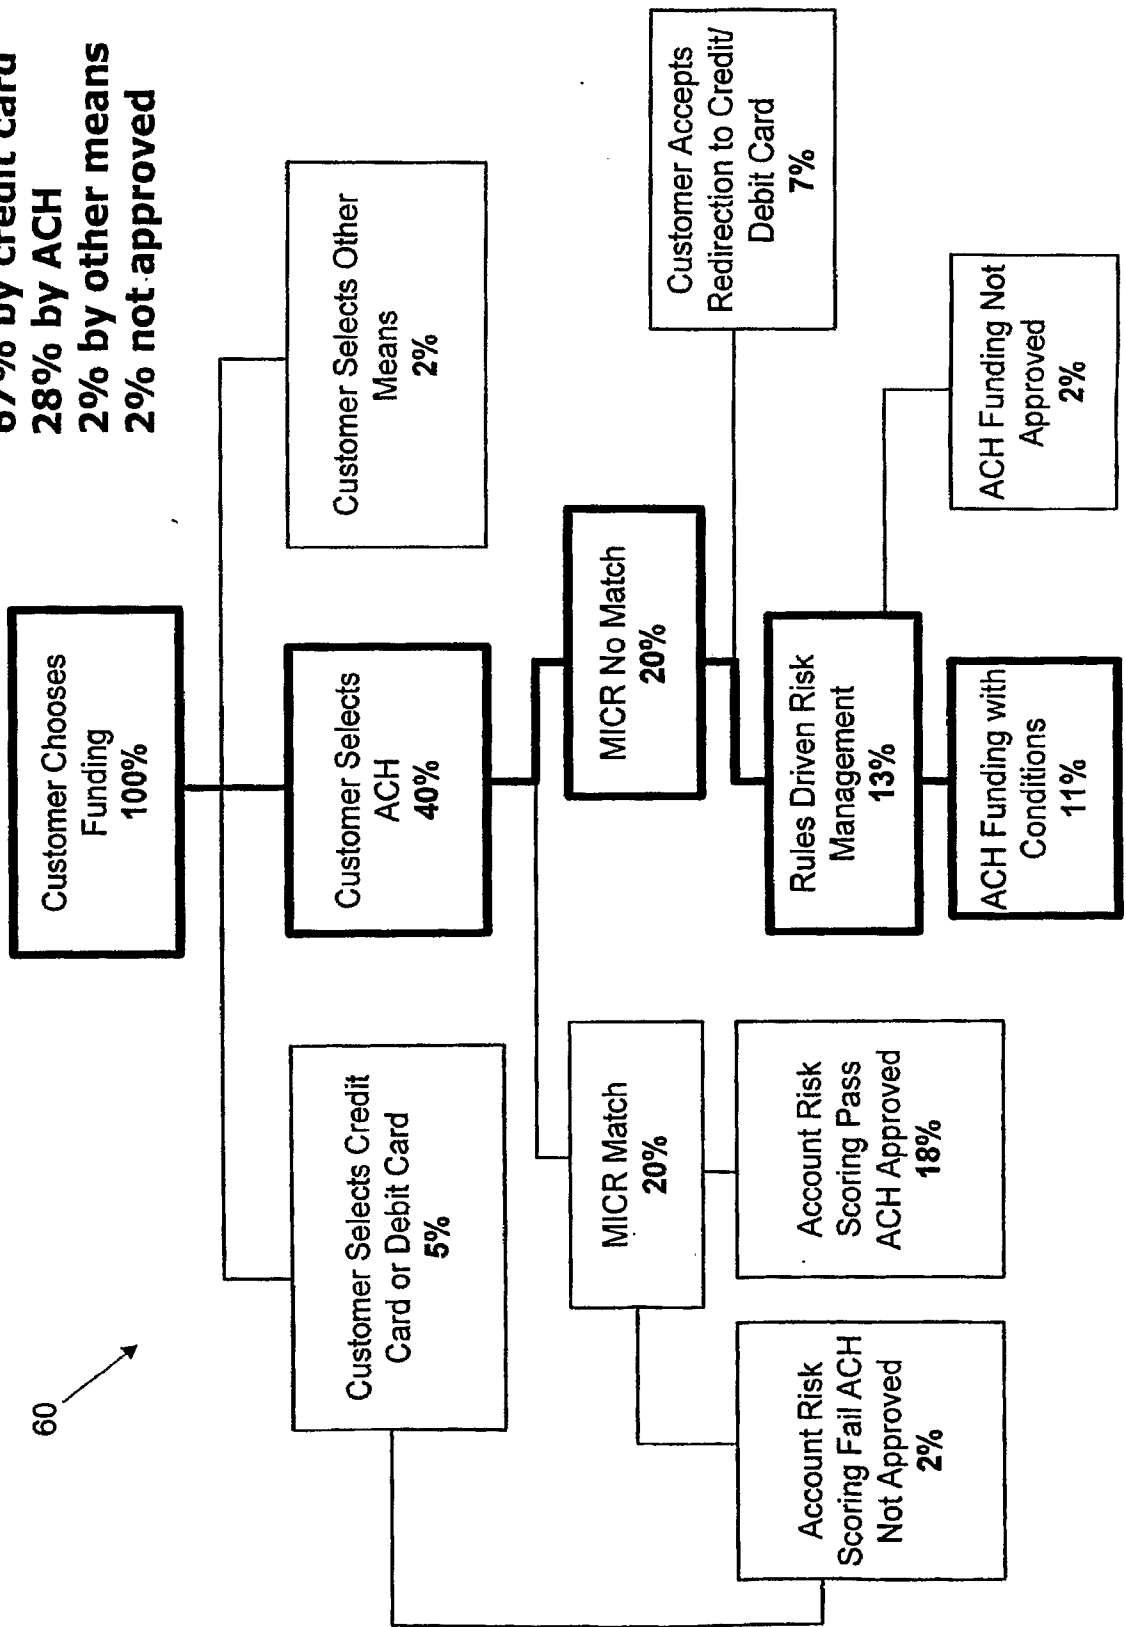 by credit card
28% by ACH
2% by other means
2% not approved
60
Customer Chooses
Funding
100%
Customer Selects Credit
Card or Debit Card
5%
Customer Selects
ACH
40%
Customer Selects Other
Means
2%
MICR Match
20%
MICR No Match
20%
Account Risk
Scoring Fail ACH
Not Approved
2%
Account Risk
Scoring Pass
ACH Approved
18%
Rules Driven Risk
Management
13%
Customer Accepts
Redirection to Credit/
Debit Card
7%
ACH Funding with
Conditions
11%
ACH Funding Not
Approved
2%